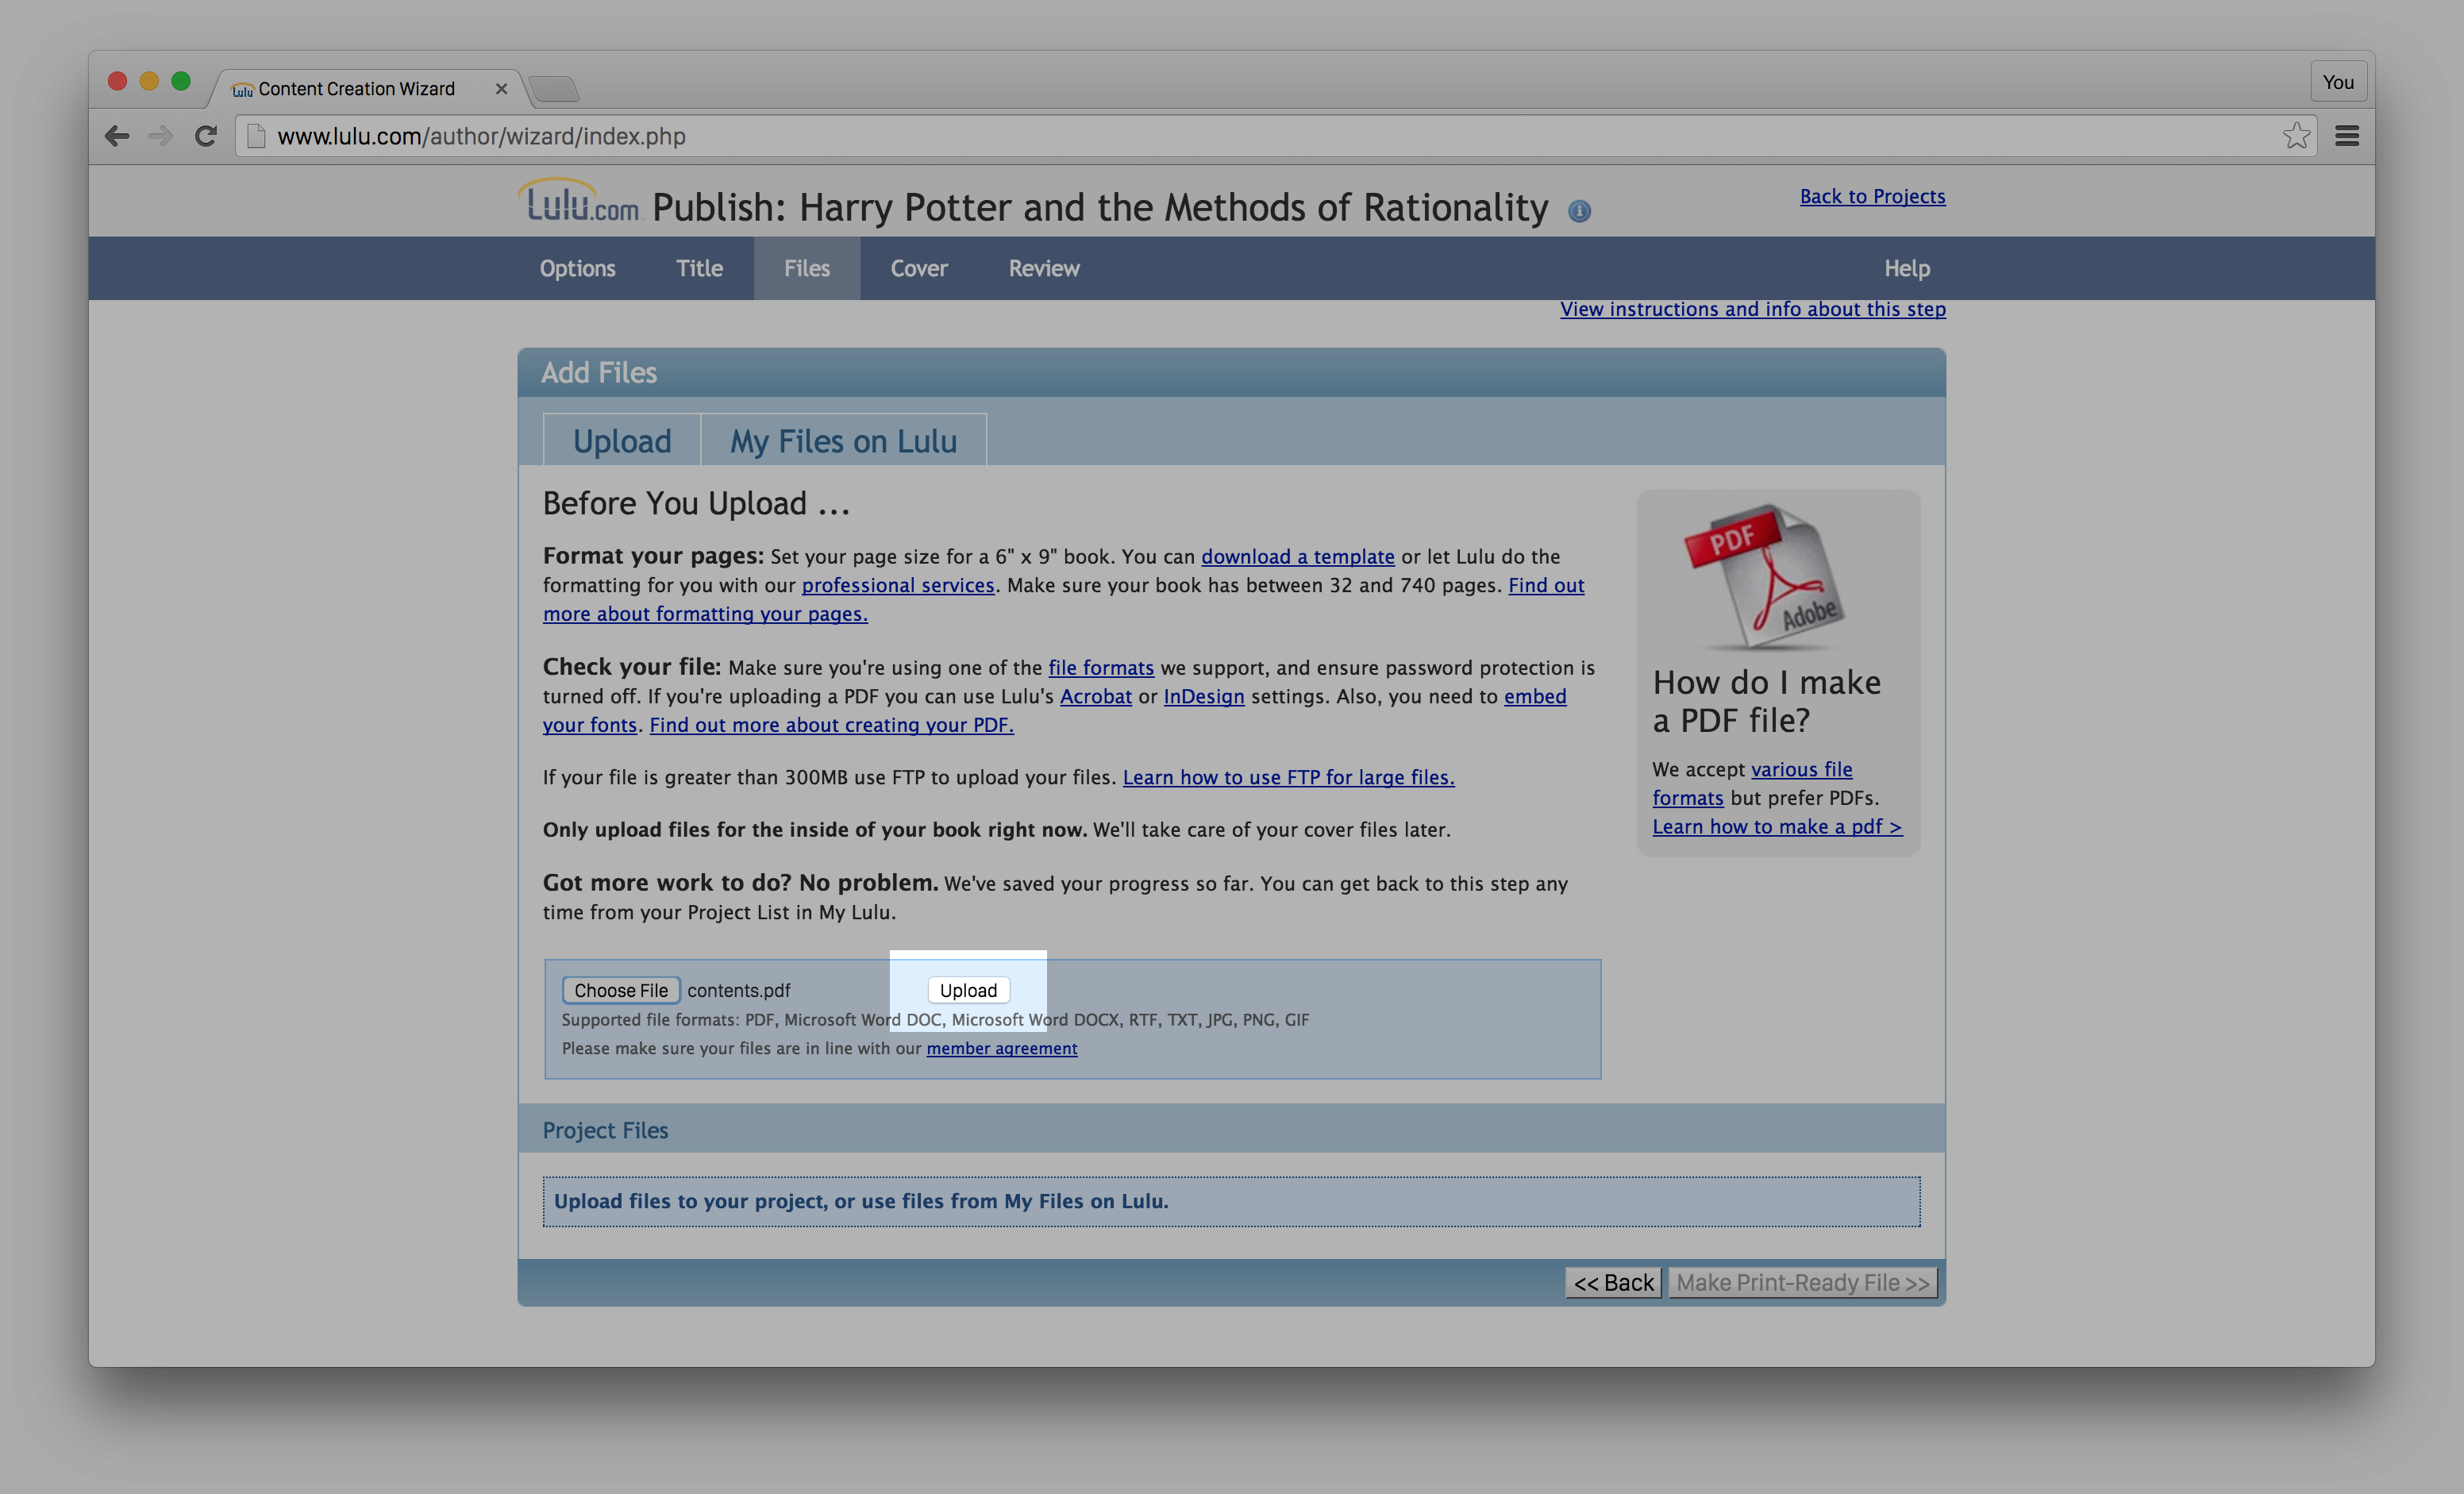 Lulu Content Creation Wizard
You
www.lulu.com/author/wizard/index.php
Lulu.com Publish: Harry Potter and the Methods of Rationality
Back to Projects
Options Title Files Cover Review Help
View instructions and info about this step
Add Files
Upload My Files on Lulu
Before You Upload ...
Format your pages: Set your page size for a 6" x 9" book. You can download a template or let Lulu do the
formatting for you with our professional services. Make sure your book has between 32 and 740 pages. Find out
more about formatting your pages.
Check your file: Make sure you're using one of the file formats we support, and ensure password protection is
turned off. If you're uploading a PDF you can use Lulu's Acrobat or InDesign settings. Also, you need to embed
your fonts. Find out more about creating your PDF.
If your file is greater than 300MB use FTP to upload your files. Learn how to use FTP for large files.
Only upload files for the inside of your book right now. We'll take care of your cover files later.
Got more work to do? No problem. We've saved your progress so far. You can get back to this step any
time from your Project List in My Lulu.
PDF
Adobe
How do I make
a PDF file?
We accept various file
formats but prefer PDFs.
Learn how to make a pdf >
Choose File contents.pdf Upload
Supported file formats: PDF, Microsoft Word DOC, Microsoft Word DOCX, RTF, TXT, JPG, PNG, GIF
Please make sure your files are in line with our member agreement
Project Files
Upload files to your project, or use files from My Files on Lulu.
<< Back Make Print-Ready File >>